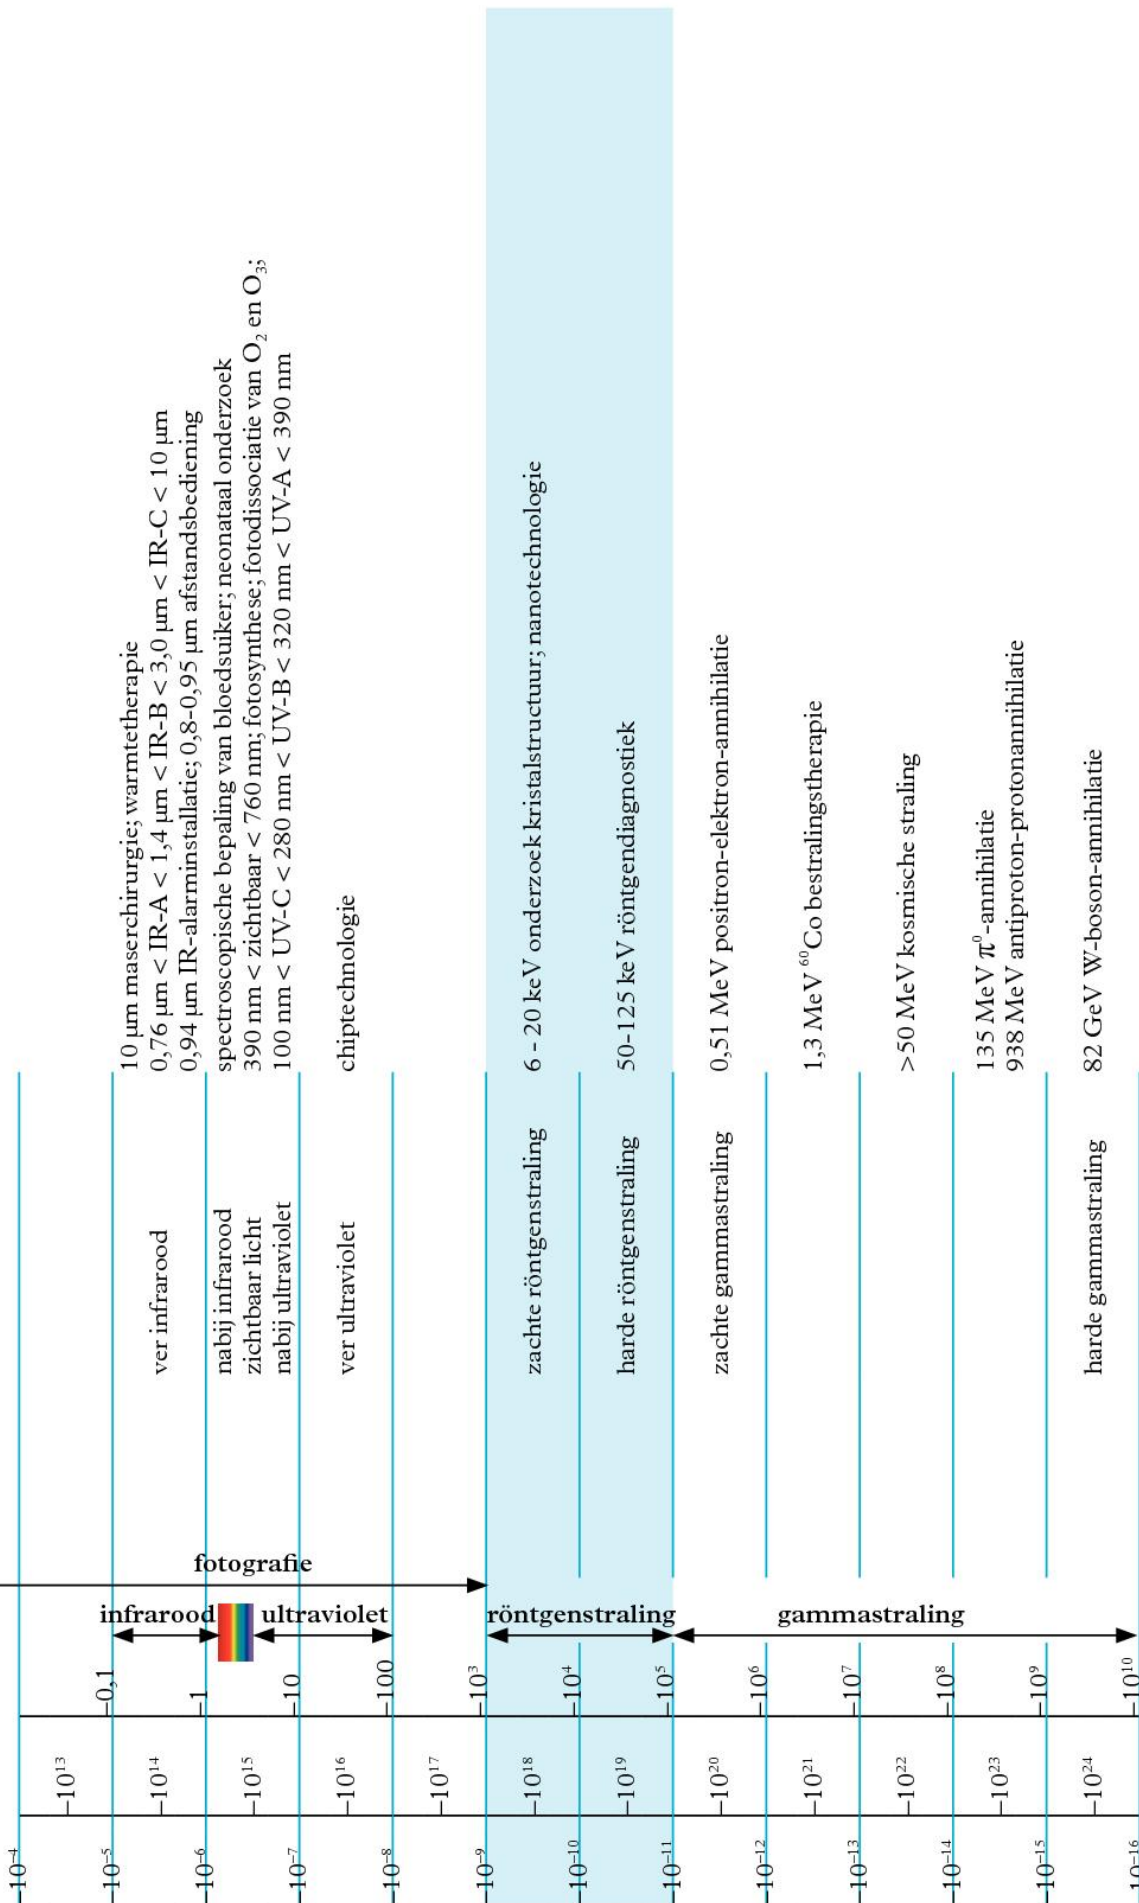 10⁻⁴
10⁻⁵
10⁻⁶
10⁻⁷
10⁻⁸
10⁻⁹
10⁻¹⁰
10⁻¹¹
10⁻¹²
10⁻¹³
10⁻¹⁴
10⁻¹⁵
10⁻¹⁶
10¹³
10¹⁴
10¹⁵
10¹⁶
10¹⁷
10¹⁸
10¹⁹
10²⁰
10²¹
10²²
10²³
10²⁴
0,1
1
10
100
10³
10⁴
10⁵
10⁶
10⁷
10⁸
10⁹
10¹⁰
infrarood
ultraviolet
röntgenstraling
gammastraling
fotografie
ver infrarood
nabij infrarood
zichtbaar licht
nabij ultraviolet
ver ultraviolet
zachte röntgenstraling
harde röntgenstraling
zachte gammastraling
harde gammastraling
10 µm maserchirurgie; warmtetherapie
0,76 µm < IR-A < 1,4 µm < IR-B < 3,0 µm < IR-C < 10 µm
0,94 µm IR-alarminstallatie; 0,8-0,95 µm afstandsbediening
spectroscopische bepaling van bloedsuiker; neonataal onderzoek
390 nm < zichtbaar < 760 nm; fotosynthese; fotodissociatie van O₂ en O₃;
100 nm < UV-C < 280 nm < UV-B < 320 nm < UV-A < 390 nm
chiptechnologie
6 - 20 keV onderzoek kristalstructuur; nanotechnologie
50-125 keV röntgendiagnostiek
0,51 MeV positron-elektron-annihilatie
1,3 MeV ⁶⁰Co bestralingstherapie
>50 MeV kosmische straling
135 MeV π⁰-annihilatie
938 MeV antiproton-protonannihilatie
82 GeV W-boson-annihilatie